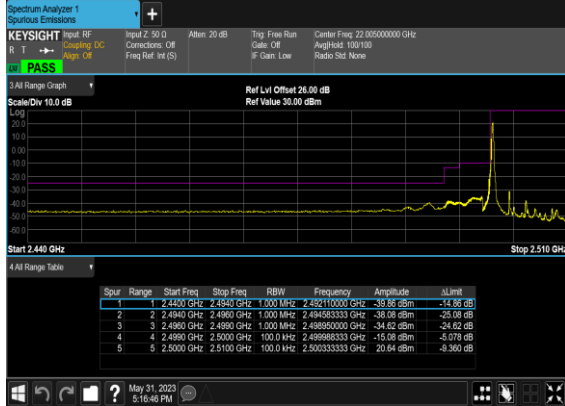 Spectrum Analyzer 1
Spurious Emissions
KEYSIGHT Input: RF Input Z: 50 Ω Atten: 20 dB Trig: Free Run Center Freq: 22.005000000 GHz
R T Coupling: DC Corrections: Off Gate: Off Avg|Hold: 100/100
Align: Off Freq Ref: Int (S) IF Gain: Low Radio Std: None
PASS
3 All Range Graph Ref Lvl Offset 26.00 dB
Scale/Div 10.0 dB Ref Value 30.00 dBm
Log
20.0
10.0
0.00
-10.0
-20.0
-30.0
-40.0
-50.0
-60.0
Start 2.440 GHz Stop 2.510 GHz
4 All Range Table
Spur Range Start Freq Stop Freq RBW Frequency Amplitude ΔLimit
1 1 2.4400 GHz 2.4940 GHz 1.000 MHz 2.492110000 GHz -39.86 dBm -14.86 dB
2 2 2.4940 GHz 2.4960 GHz 1.000 MHz 2.494583333 GHz -38.08 dBm -25.08 dB
3 3 2.4960 GHz 2.4990 GHz 1.000 MHz 2.498950000 GHz -34.62 dBm -24.62 dB
4 4 2.4990 GHz 2.5000 GHz 100.0 kHz 2.499988333 GHz -15.08 dBm -5.078 dB
5 5 2.5000 GHz 2.5100 GHz 100.0 kHz 2.500333333 GHz 20.64 dBm -9.360 dB
? May 31, 2023
5:16:46 PM